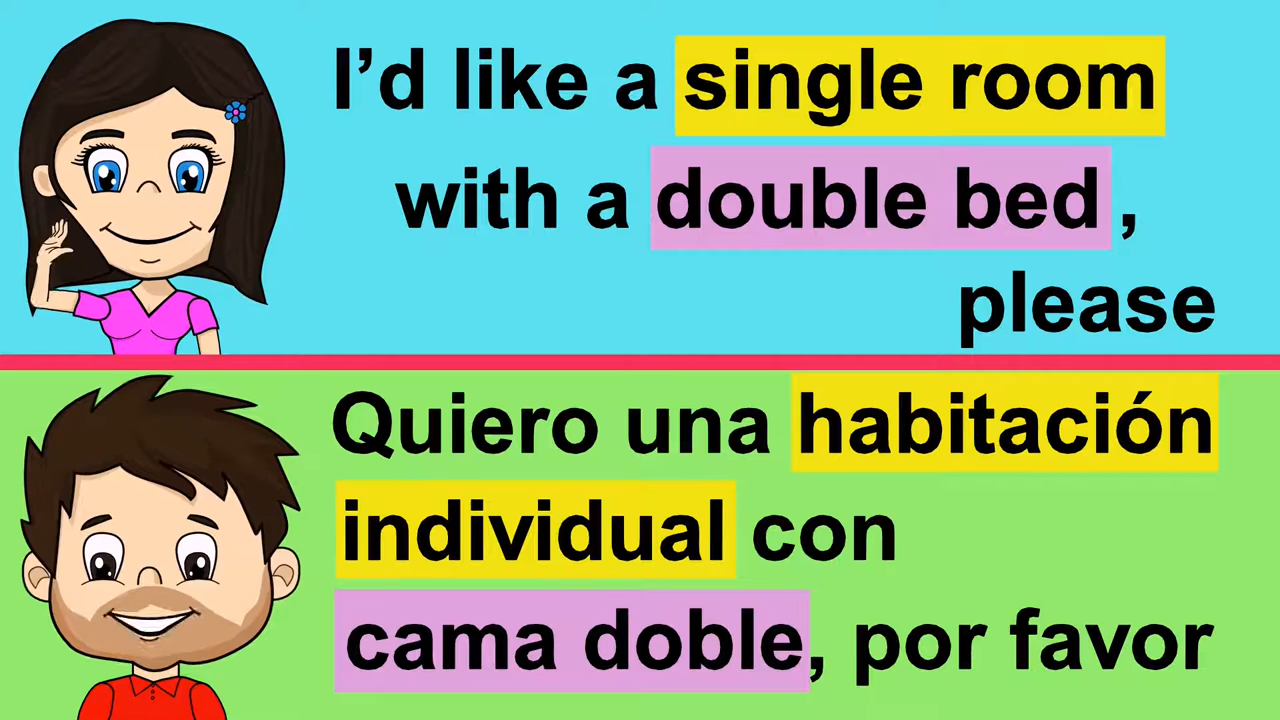 I’d like a single room
with a double bed ,
please
Quiero una habitación
individual con
cama doble, por favor